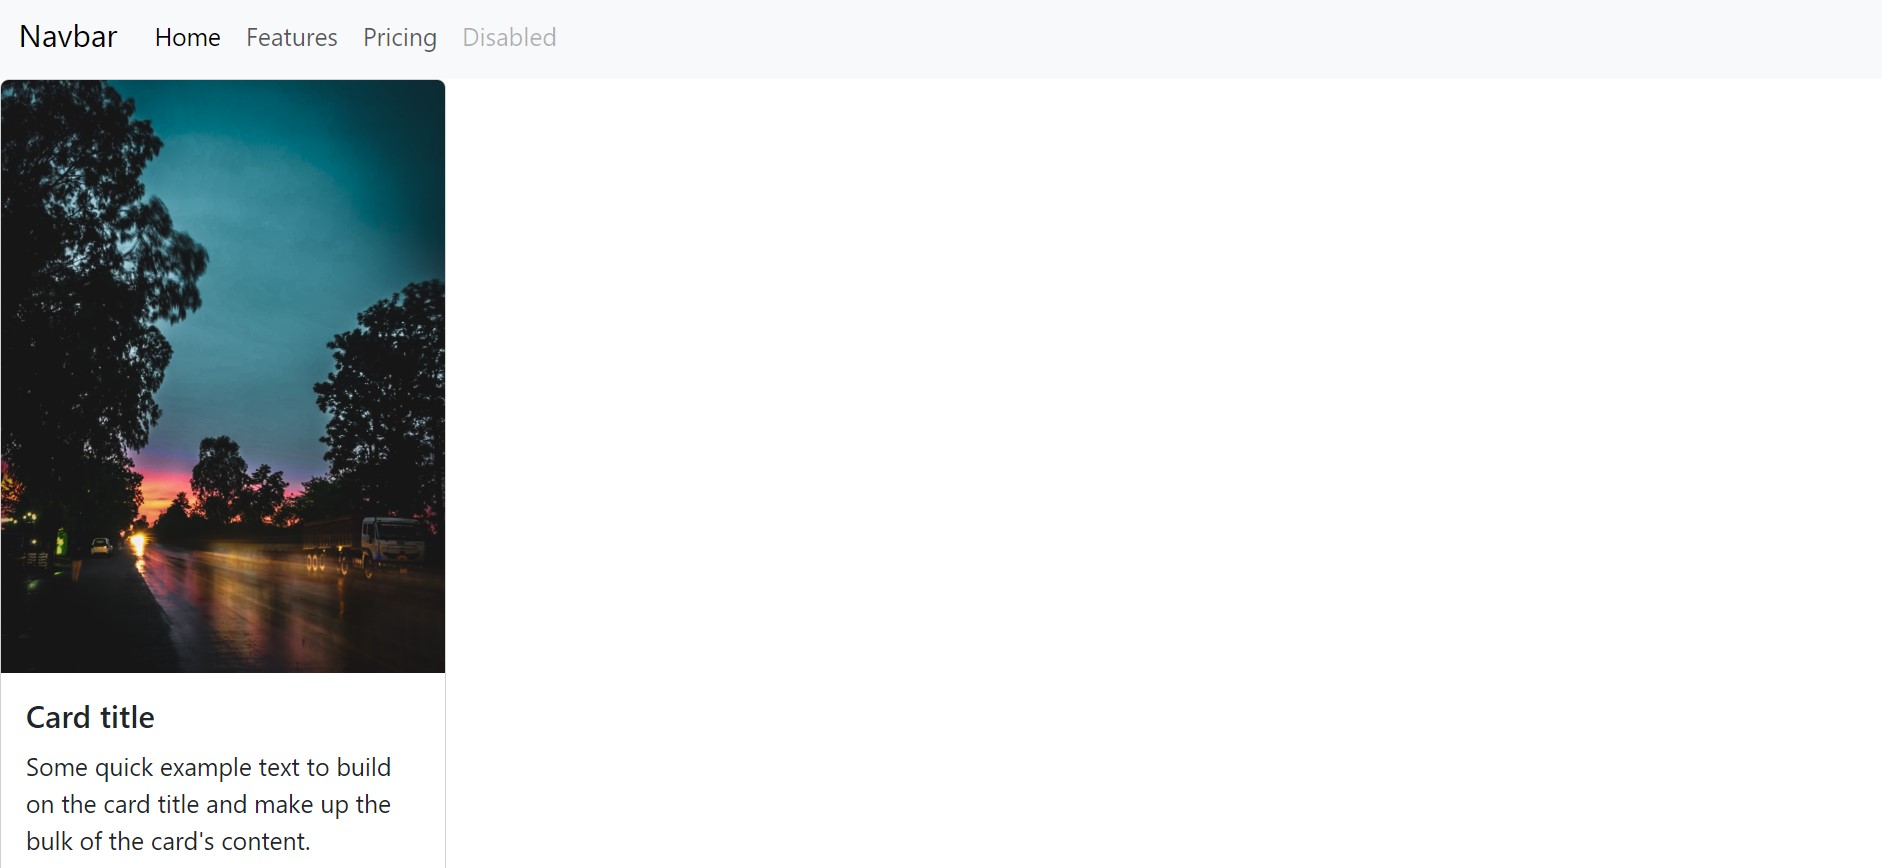 Navbar Home Features Pricing Disabled
Card title
Some quick example text to build
on the card title and make up the
bulk of the card's content.